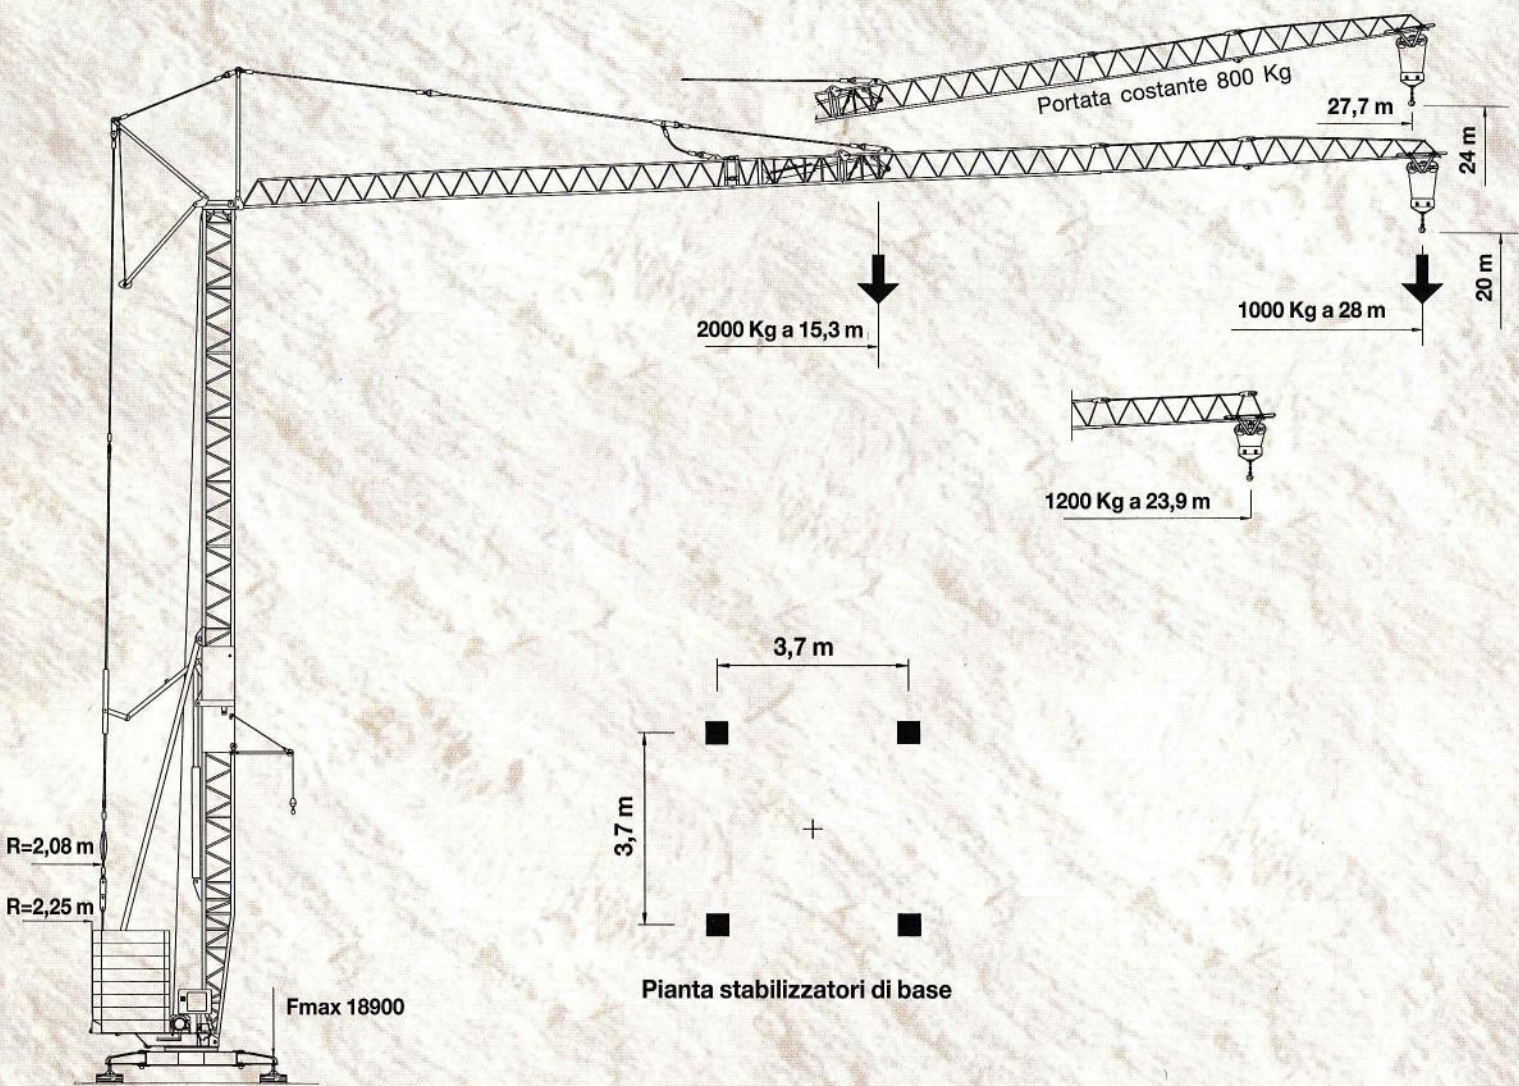 Portata costante 800 Kg
27,7 m
24 m
20 m
2000 Kg a 15,3 m
1000 Kg a 28 m
1200 Kg a 23,9 m
3,7 m
3,7 m
R=2,08 m
R=2,25 m
Fmax 18900
Pianta stabilizzatori di base